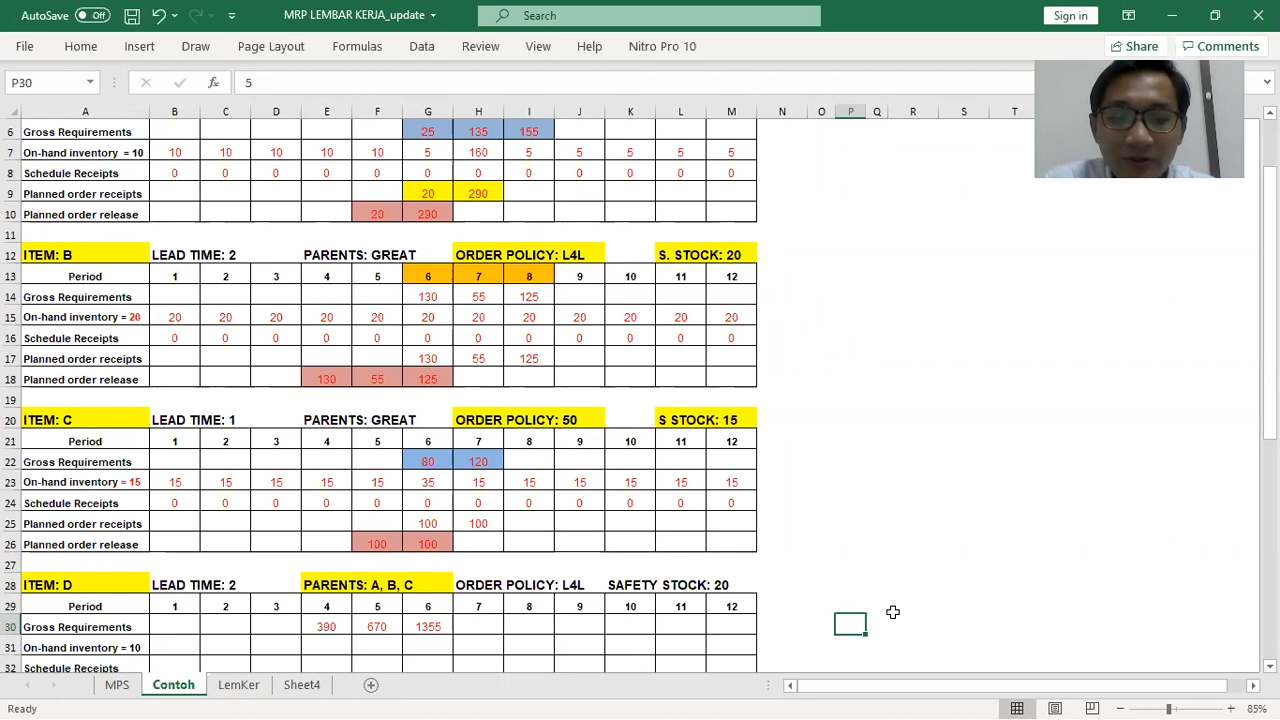 AutoSave Off MRP LEMBAR KERJA_update Search Sign in
File Home Insert Draw Page Layout Formulas Data Review View Help Nitro Pro 10 Share Comments
P30 fx 5
A B C D E F G H I J K L M N O P Q R S T
6 Gross Requirements 25 135 155
7 On-hand inventory = 10 10 10 10 10 10 5 160 5 5 5 5 5
8 Schedule Receipts 0 0 0 0 0 0 0 0 0 0 0 0
9 Planned order receipts 20 290
10 Planned order release 20 290
11
12 ITEM: B LEAD TIME: 2 PARENTS: GREAT ORDER POLICY: L4L S. STOCK: 20
13 Period 1 2 3 4 5 6 7 8 9 10 11 12
14 Gross Requirements 130 55 125
15 On-hand inventory = 20 20 20 20 20 20 20 20 20 20 20 20 20
16 Schedule Receipts 0 0 0 0 0 0 0 0 0 0 0 0
17 Planned order receipts 130 55 125
18 Planned order release 130 55 125
19
20 ITEM: C LEAD TIME: 1 PARENTS: GREAT ORDER POLICY: 50 S STOCK: 15
21 Period 1 2 3 4 5 6 7 8 9 10 11 12
22 Gross Requirements 80 120
23 On-hand inventory = 15 15 15 15 15 15 35 15 15 15 15 15 15
24 Schedule Receipts 0 0 0 0 0 0 0 0 0 0 0 0
25 Planned order receipts 100 100
26 Planned order release 100 100
27
28 ITEM: D LEAD TIME: 2 PARENTS: A, B, C ORDER POLICY: L4L SAFETY STOCK: 20
29 Period 1 2 3 4 5 6 7 8 9 10 11 12
30 Gross Requirements 390 670 1355
31 On-hand inventory = 10
32 Schedule Receipts
MPS Contoh LemKer Sheet4
Ready 85%